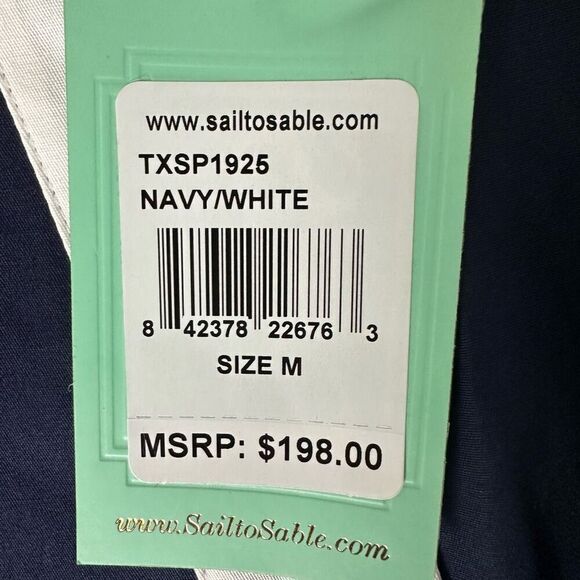 www.sailtosable.com
TXSP1925
NAVY/WHITE
8 42378 22676 3
SIZE M
MSRP: $198.00
www.SailtoSable.com